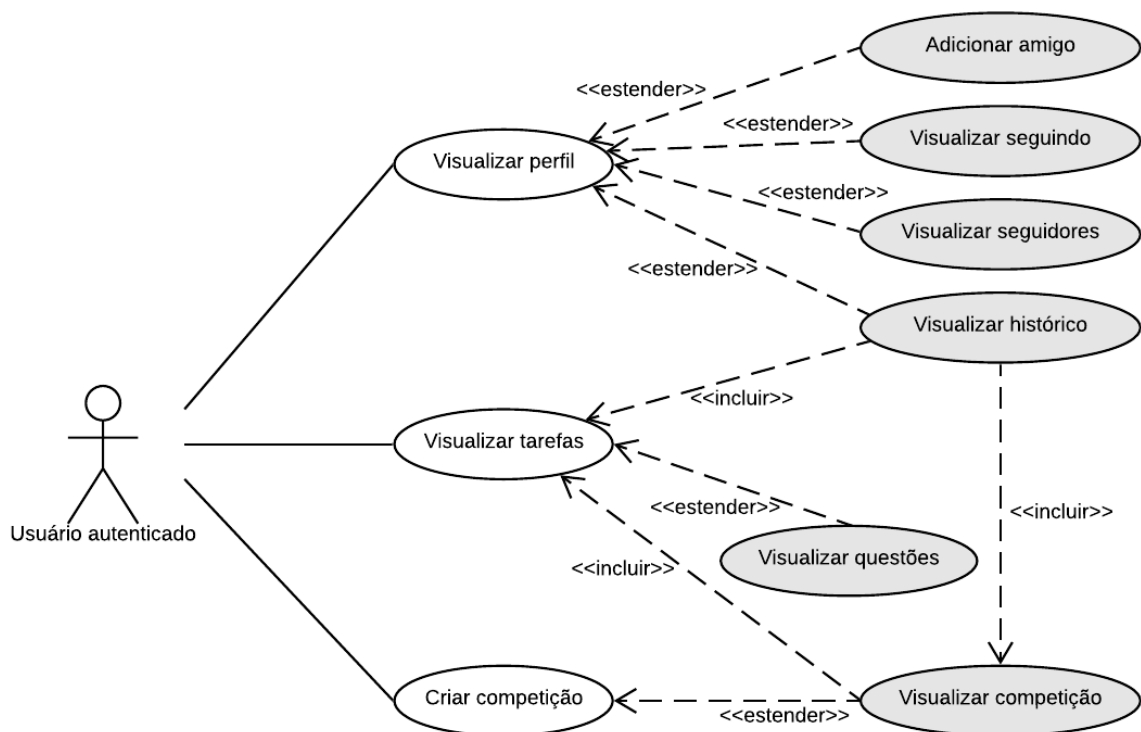 Adicionar amigo
<<estender>>
<<estender>>
Visualizar seguindo
Visualizar perfil
<<estender>>
Visualizar seguidores
<<estender>>
Visualizar histórico
<<incluir>>
Visualizar tarefas
<<estender>>
<<incluir>>
Usuário autenticado
Visualizar questões
<<incluir>>
Criar competição
Visualizar competição
<<estender>>